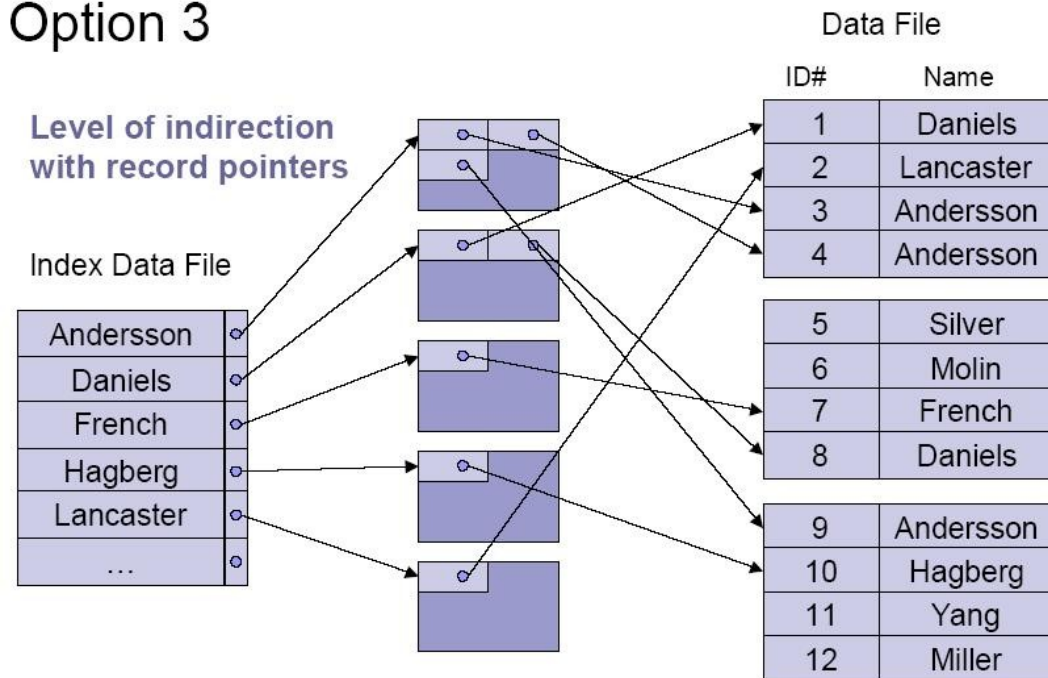 Option 3
Level of indirection
with record pointers
Index Data File
Andersson
Daniels
French
Hagberg
Lancaster
...
Data File
ID# Name
1 Daniels
2 Lancaster
3 Andersson
4 Andersson
5 Silver
6 Molin
7 French
8 Daniels
9 Andersson
10 Hagberg
11 Yang
12 Miller